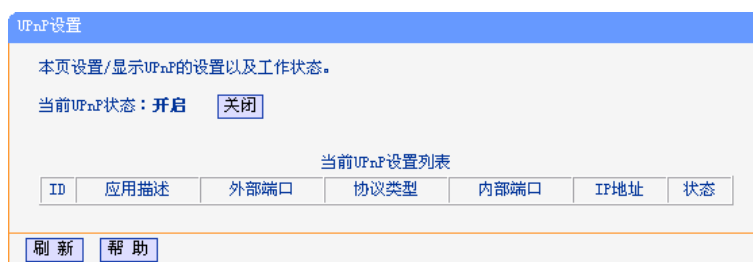 UPnP设置
本页设置/显示UPnP的设置以及工作状态。
当前UPnP状态：开启 关闭
当前UPnP设置列表
ID 应用描述 外部端口 协议类型 内部端口 IP地址 状态
刷 新 帮 助